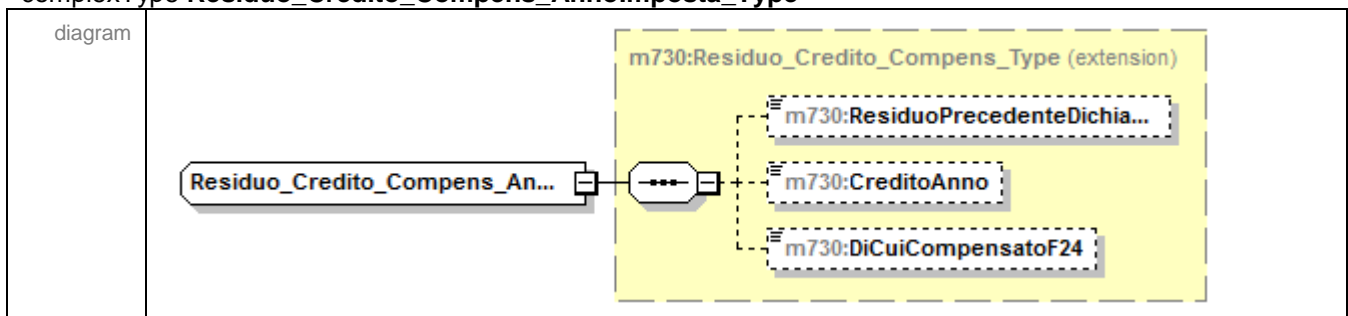 complexType Residuo_Credito_Compens_AnnoImposta_Type
diagram
m730:Residuo_Credito_Compens_Type (extension)
m730:ResiduoPrecedenteDichia...
Residuo_Credito_Compens_An...
m730:CreditoAnno
m730:DiCuiCompensatoF24